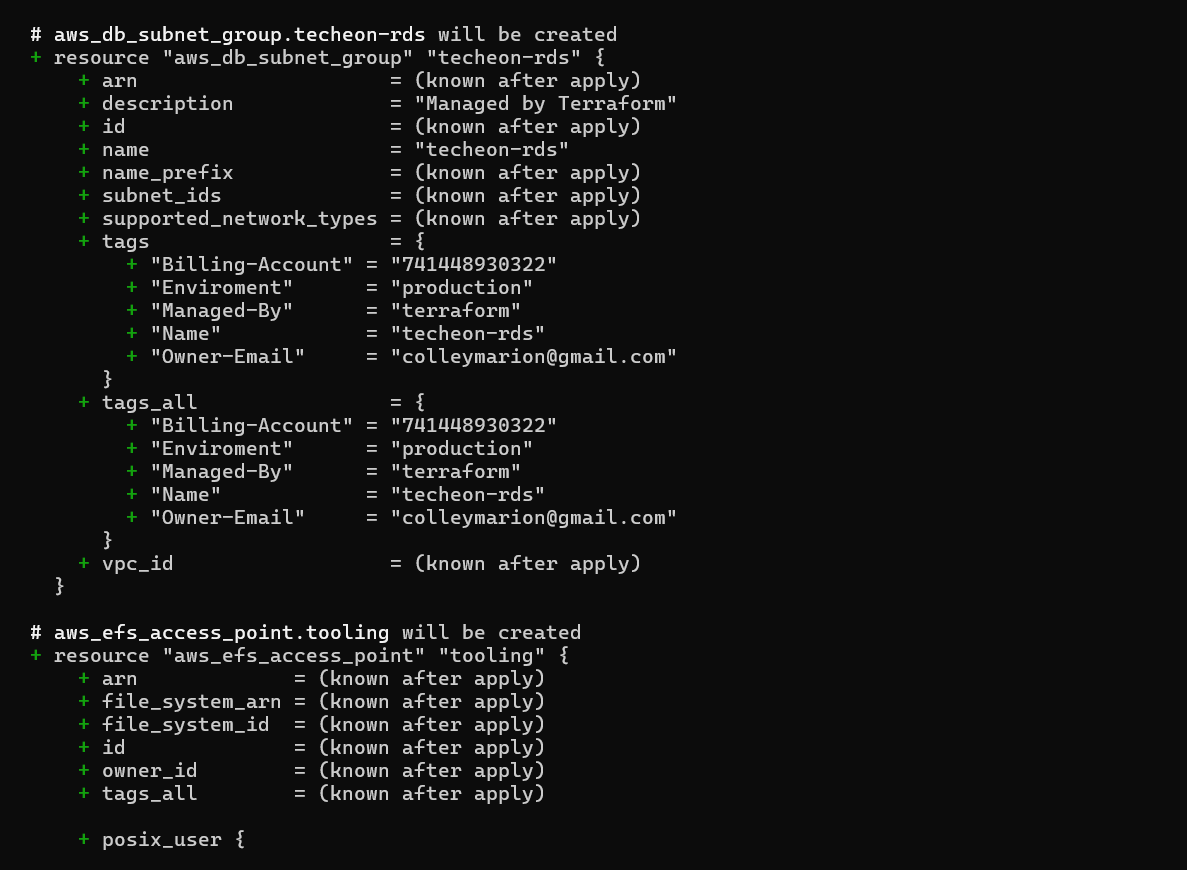 # aws_db_subnet_group.techeon-rds will be created
+ resource "aws_db_subnet_group" "techeon-rds" {
    + arn                     = (known after apply)
    + description             = "Managed by Terraform"
    + id                      = (known after apply)
    + name                    = "techeon-rds"
    + name_prefix             = (known after apply)
    + subnet_ids              = (known after apply)
    + supported_network_types = (known after apply)
    + tags                    = {
        + "Billing-Account" = "741448930322"
        + "Enviroment"      = "production"
        + "Managed-By"      = "terraform"
        + "Name"            = "techeon-rds"
        + "Owner-Email"     = "colleymarion@gmail.com"
      }
    + tags_all                = {
        + "Billing-Account" = "741448930322"
        + "Enviroment"      = "production"
        + "Managed-By"      = "terraform"
        + "Name"            = "techeon-rds"
        + "Owner-Email"     = "colleymarion@gmail.com"
      }
    + vpc_id                  = (known after apply)
  }

# aws_efs_access_point.tooling will be created
+ resource "aws_efs_access_point" "tooling" {
    + arn             = (known after apply)
    + file_system_arn = (known after apply)
    + file_system_id  = (known after apply)
    + id              = (known after apply)
    + owner_id        = (known after apply)
    + tags_all        = (known after apply)

    + posix_user {